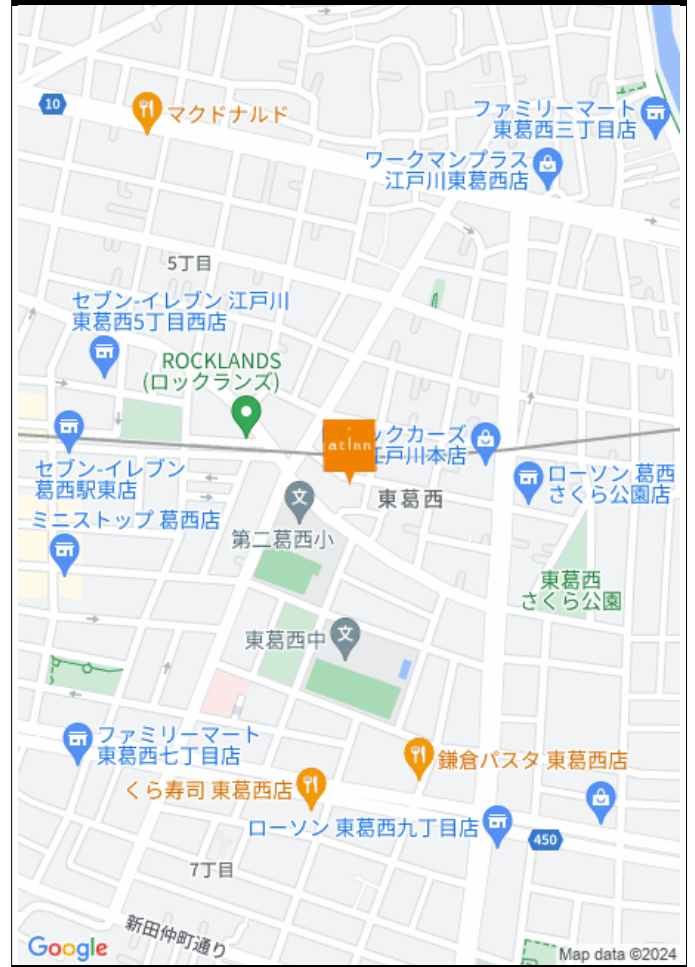 10
マクドナルド
ファミリーマート
東葛西三丁目店
ワークマンプラス
江戸川東葛西店
5丁目
セブン-イレブン 江戸川
東葛西5丁目西店
ROCKLANDS
(ロックランズ)
atinn
ックカーズ
江戸川本店
セブン-イレブン
葛西駅東店
ローソン 葛西
さくら公園店
東葛西
ミニストップ 葛西店
文
第二葛西小
東葛西
さくら公園
東葛西中
文
ファミリーマート
東葛西七丁目店
鎌倉パスタ 東葛西店
くら寿司 東葛西店
ローソン 東葛西九丁目店
450
7丁目
新田仲町通り
Google
Map data ©2024